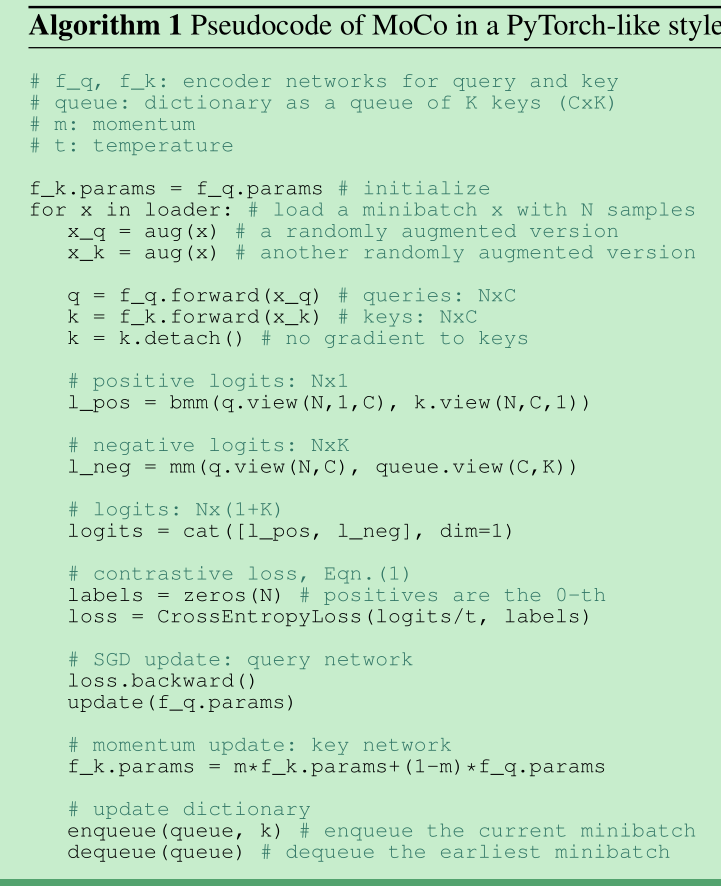 Algorithm 1 Pseudocode of MoCo in a PyTorch-like style
# f_q, f_k: encoder networks for query and key
# queue: dictionary as a queue of K keys (CxK)
# m: momentum
# t: temperature
f_k.params = f_q.params # initialize
for x in loader: # load a minibatch x with N samples
x_q = aug(x) # a randomly augmented version
x_k = aug(x) # another randomly augmented version
q = f_q.forward(x_q) # queries: NxC
k = f_k.forward(x_k) # keys: NxC
k = k.detach() # no gradient to keys
# positive logits: Nx1
l_pos = bmm(q.view(N,1,C), k.view(N,C,1))
# negative logits: NxK
l_neg = mm(q.view(N,C), queue.view(C,K))
# logits: Nx(1+K)
logits = cat([l_pos, l_neg], dim=1)
# contrastive loss, Eqn.(1)
labels = zeros(N) # positives are the 0-th
loss = CrossEntropyLoss(logits/t, labels)
# SGD update: query network
loss.backward()
update(f_q.params)
# momentum update: key network
f_k.params = m*f_k.params+(1-m)*f_q.params
# update dictionary
enqueue(queue, k) # enqueue the current minibatch
dequeue(queue) # dequeue the earliest minibatch